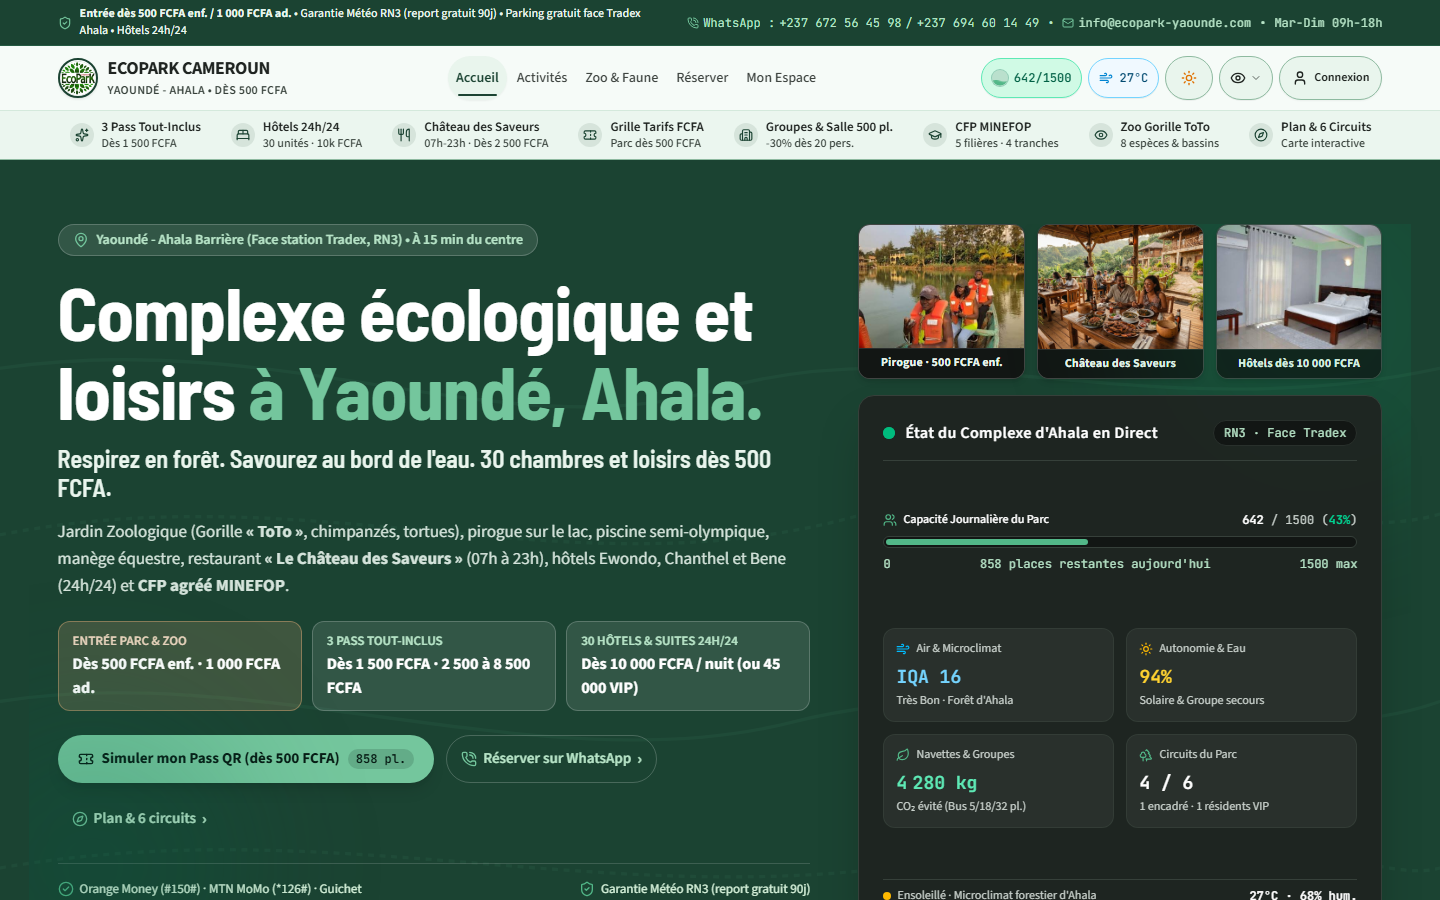 Entrée dès 500 FCFA enf. / 1 000 FCFA ad. • Garantie Météo RN3 (report gratuit 90j) • Parking gratuit face Tradex
Ahala • Hôtels 24h/24
WhatsApp : +237 672 56 45 98 / +237 694 60 14 49 • info@ecopark-yaounde.com • Mar-Dim 09h-18h
EcoParK
ECOPARK CAMEROUN
YAOUNDÉ - AHALA • DÈS 500 FCFA
Accueil
Activités
Zoo & Faune
Réserver
Mon Espace
642/1500
27°C
Connexion
3 Pass Tout-Inclus
Dès 1 500 FCFA
Hôtels 24h/24
30 unités · 10k FCFA
Château des Saveurs
07h-23h · Dès 2 500 FCFA
Grille Tarifs FCFA
Parc dès 500 FCFA
Groupes & Salle 500 pl.
-30% dès 20 pers.
CFP MINEFOP
5 filières · 4 tranches
Zoo Gorille ToTo
8 espèces & bassins
Plan & 6 Circuits
Carte interactive
Yaoundé - Ahala Barrière (Face station Tradex, RN3) • À 15 min du centre
Complexe écologique et
loisirs à Yaoundé, Ahala.
Respirez en forêt. Savourez au bord de l'eau. 30 chambres et loisirs dès 500
FCFA.
Jardin Zoologique (Gorille « ToTo », chimpanzés, tortues), pirogue sur le lac, piscine semi-olympique,
manège équestre, restaurant « Le Château des Saveurs » (07h à 23h), hôtels Ewondo, Chanthel et Bene
(24h/24) et CFP agréé MINEFOP.
ENTRÉE PARC & ZOO
Dès 500 FCFA enf. · 1 000 FCFA
ad.
3 PASS TOUT-INCLUS
Dès 1 500 FCFA · 2 500 à 8 500
FCFA
30 HÔTELS & SUITES 24H/24
Dès 10 000 FCFA / nuit (ou 45
000 VIP)
Simuler mon Pass QR (dès 500 FCFA) 858 pl.
Réserver sur WhatsApp ›
Plan & 6 circuits ›
Orange Money (#150#) · MTN MoMo (*126#) · Guichet
Garantie Météo RN3 (report gratuit 90j)
Pirogue · 500 FCFA enf.
Château des Saveurs
Hôtels dès 10 000 FCFA
État du Complexe d'Ahala en Direct
RN3 · Face Tradex
Capacité Journalière du Parc
642 / 1500 (43%)
0
858 places restantes aujourd'hui
1500 max
Air & Microclimat
IQA 16
Très Bon · Forêt d'Ahala
Autonomie & Eau
94%
Solaire & Groupe secours
Navettes & Groupes
4 280 kg
CO₂ évité (Bus 5/18/32 pl.)
Circuits du Parc
4 / 6
1 encadré · 1 résidents VIP
Ensoleillé · Microclimat forestier d'Ahala
27°C · 68% hum.